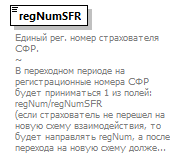 regNumSFR
Единый рег. номер страхователя
СФР.
~
В переходном периоде на
регистрационные номера СФР
будет приниматься 1 из полей:
regNum/regNumSFR
(если страхователь не перешел на
новую схему взаимодействия, то
будет направлять regNum, а после
перехода на новую схему долже...